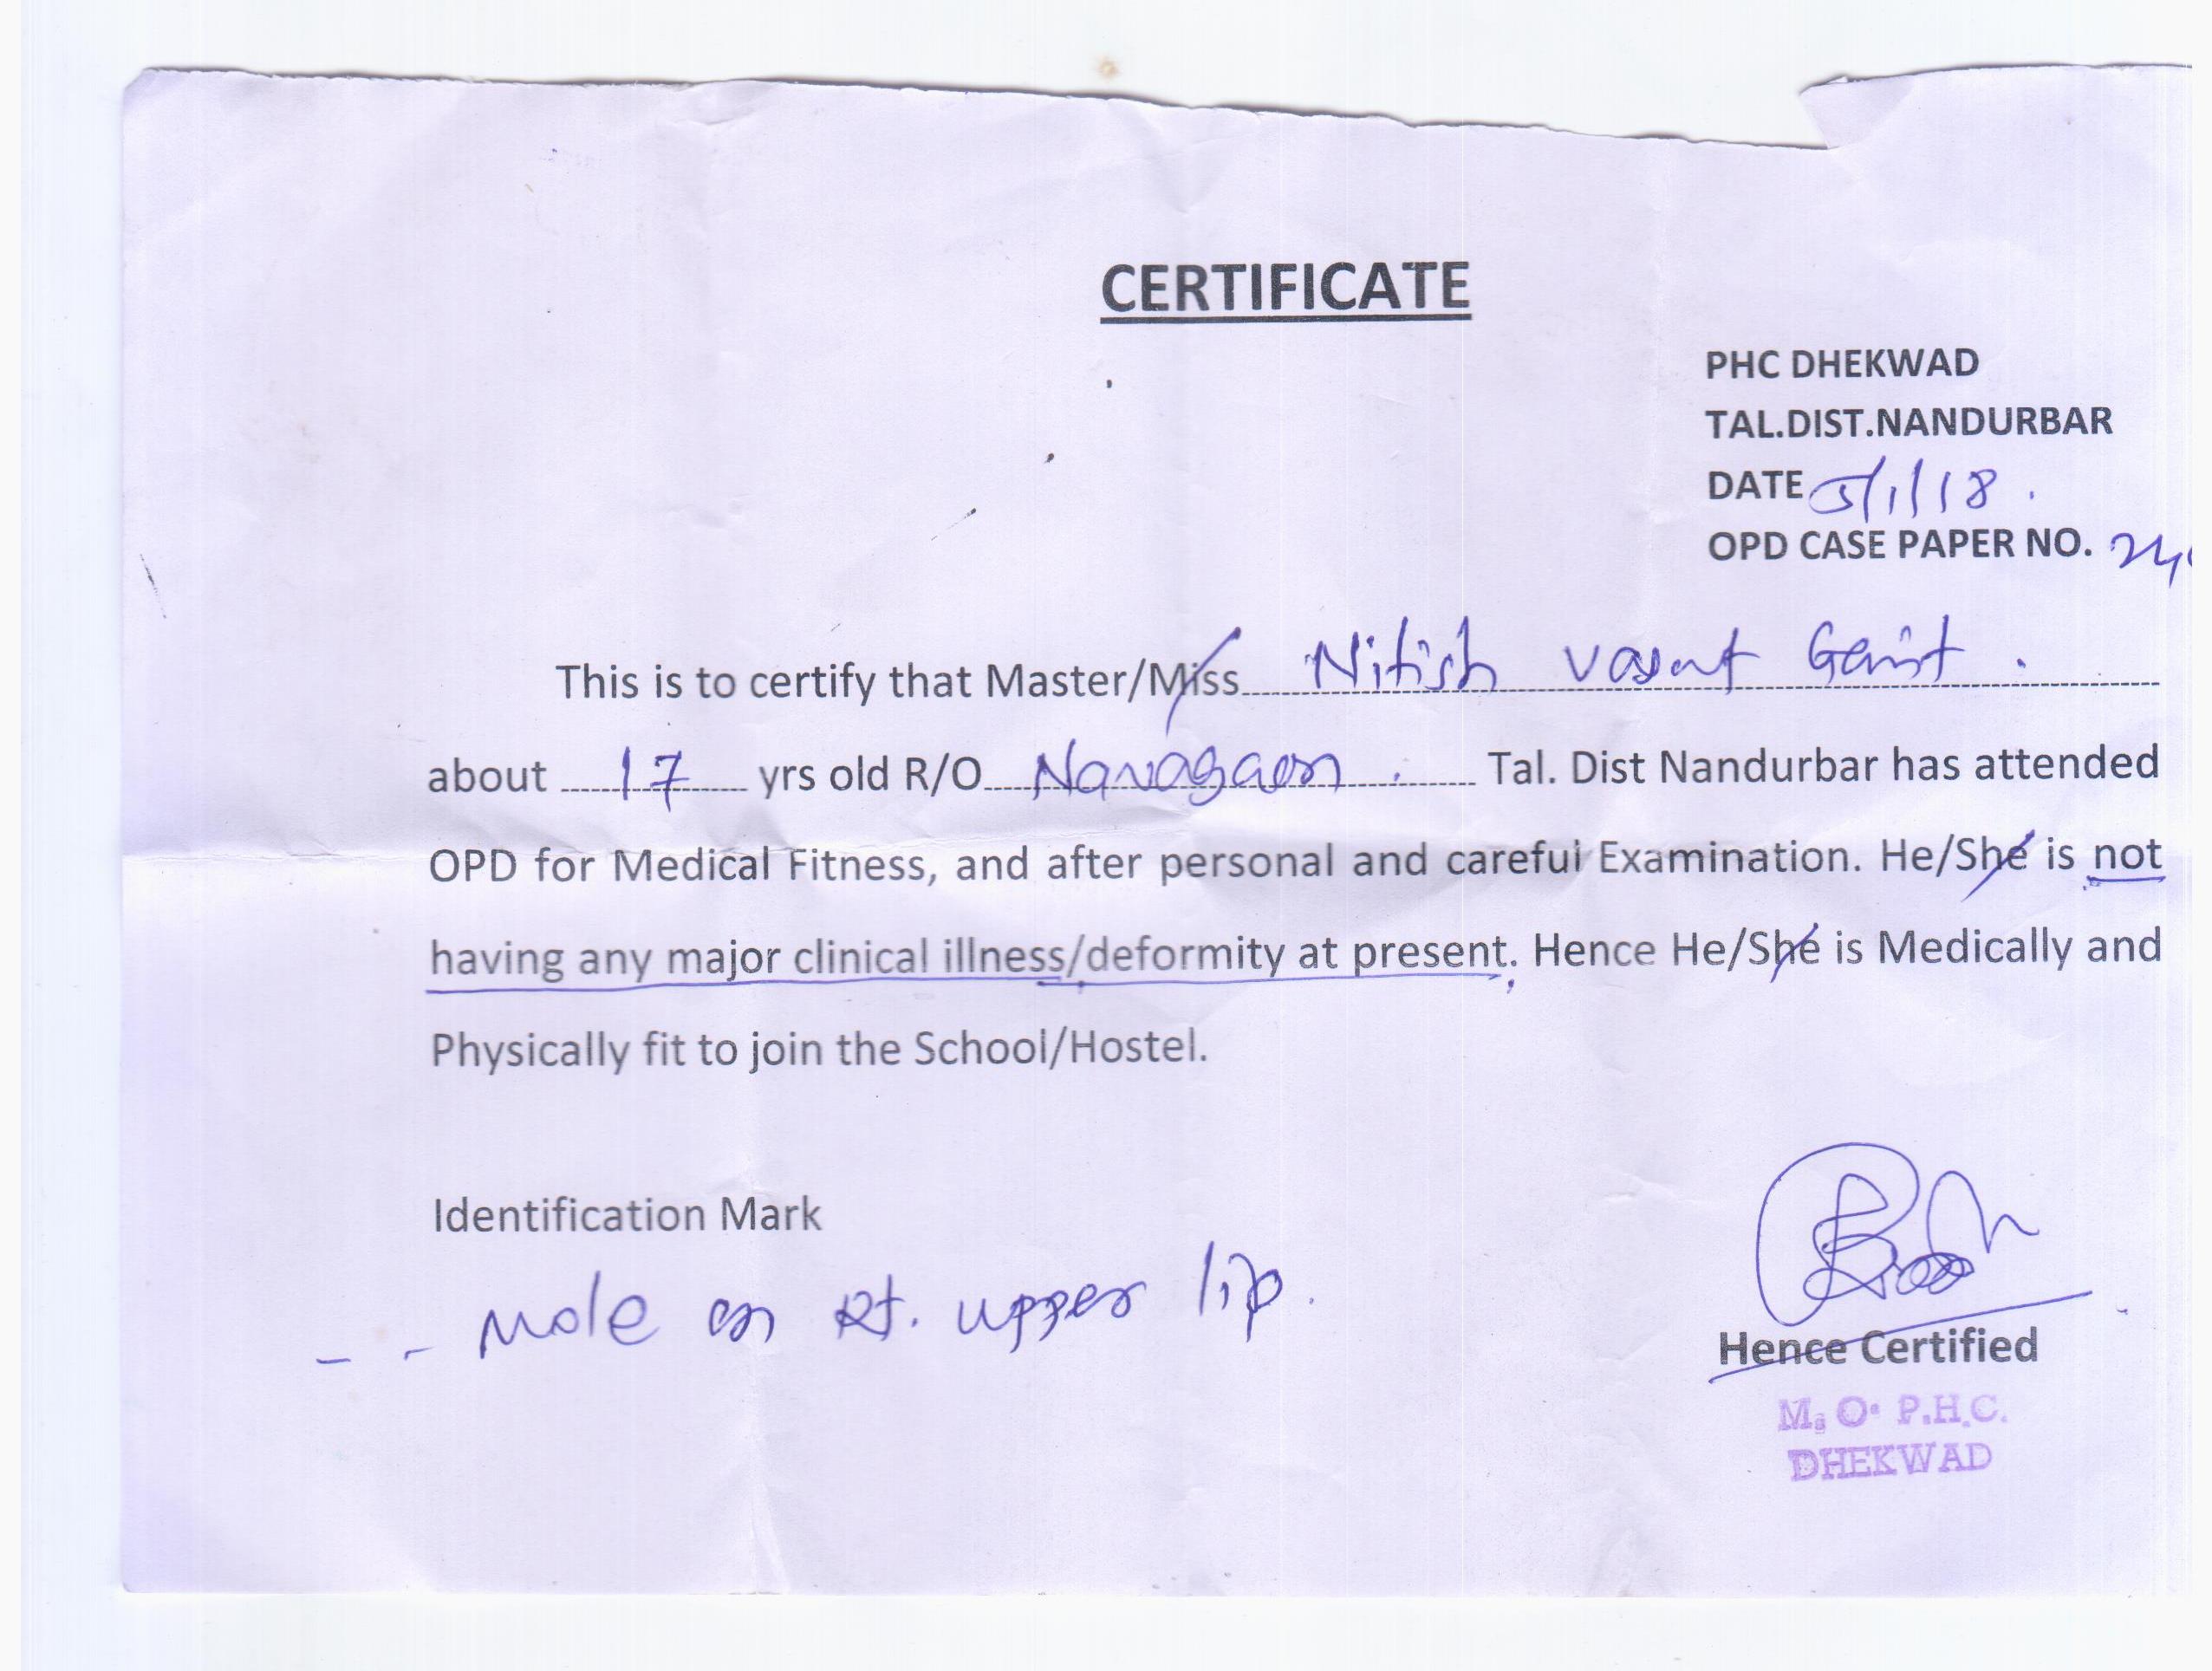 CERTIFICATE
PHC DHEKWAD
TAL.DIST.NANDURBAR
DATE 5/1/18.
OPD CASE PAPER NO. 24
This is to certify that Master/Miss Nitish Vasant
about 17 yrs old R/O Navagaon. Tal. Dist Nandurbar has attended
OPD for Medical Fitness, and after personal and careful Examination. He/She is not
having any major clinical illness/deformity at present. Hence He/She is Medically and
Physically fit to join the School/Hostel.
Identification Mark
-- Mole on Rt. upper lip.
Hence Certified
M. O. P.H.C.
DHEKWAD